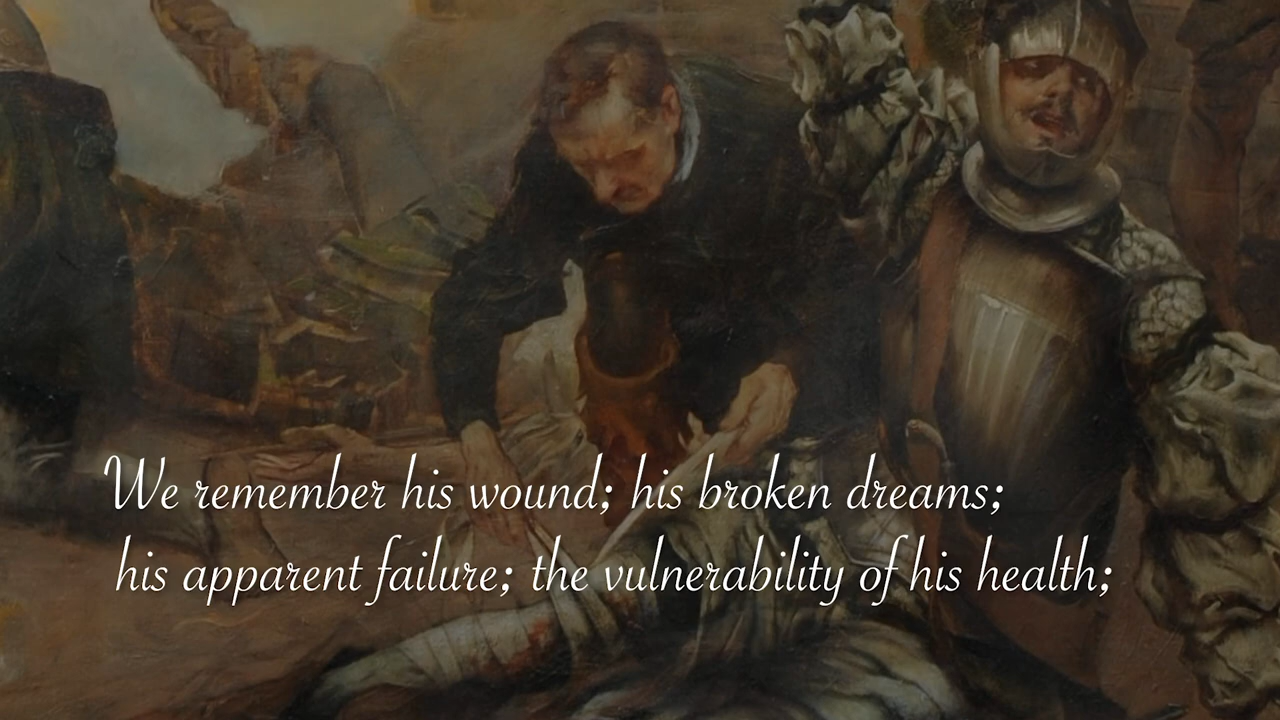 We remember his wound; his broken dreams;
his apparent failure; the vulnerability of his health;